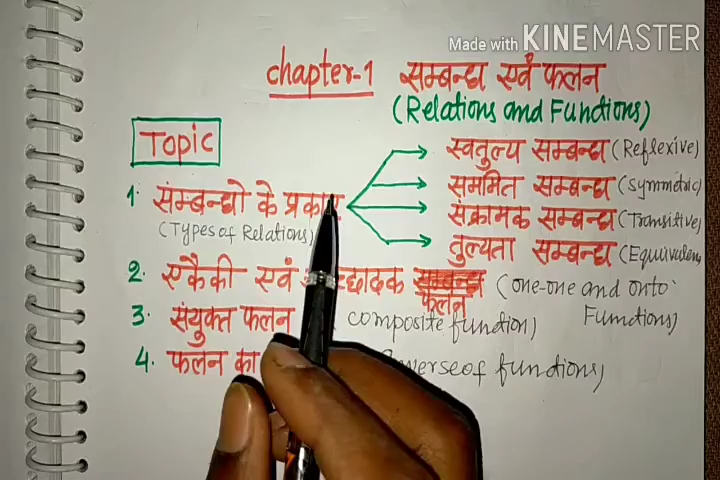 Made with KINEMASTER
chapter-1 सम्बन्ध एवं फलन
(Relations and Functions)
Topic
1. संम्बन्धो के प्रकार
(Types of Relations)
स्वतुल्य सम्बन्ध (Reflexive)
सममित सम्बन्ध (Symmetric)
संक्रामक सम्बन्ध (Transitive)
तुल्यता सम्बन्ध (Equivalen
2. एकैकी एवं फलन (one-one and onto
Functions)
3. संयुक्त फलन composite function)
4. फलन का of functions)